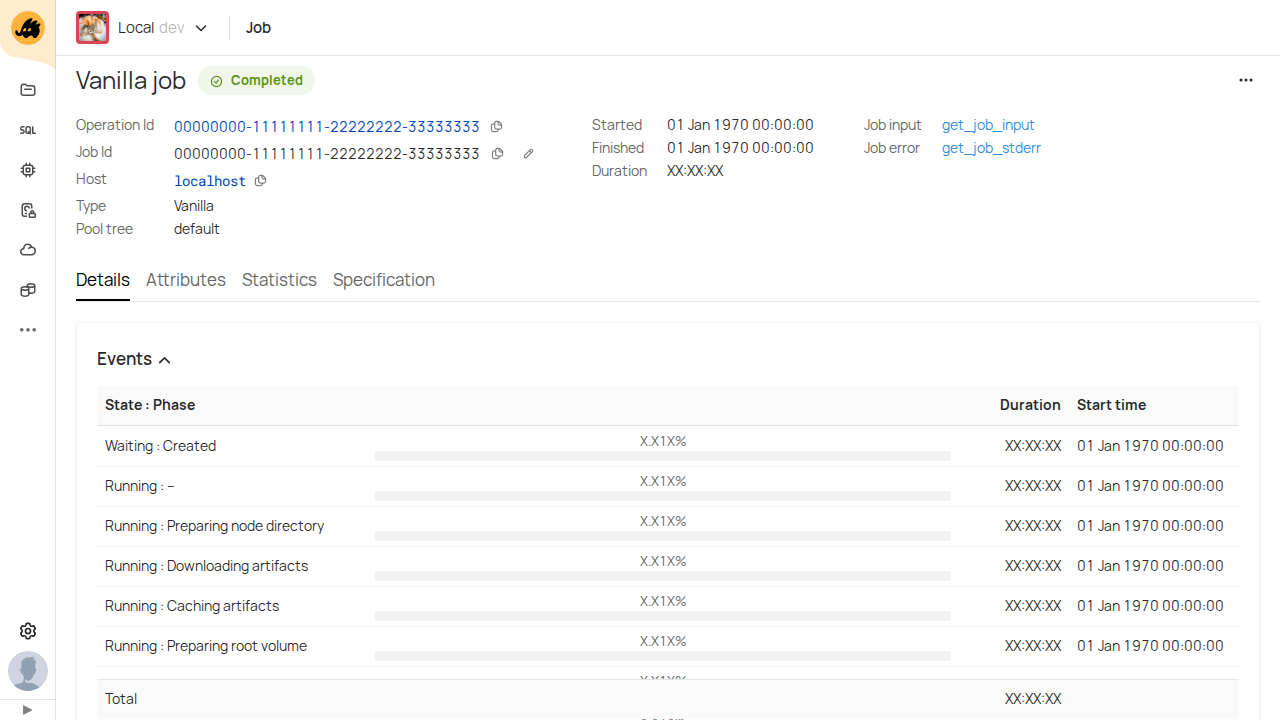 Local dev
Job
Vanilla job
Completed
Operation Id 00000000-11111111-22222222-33333333
Job Id 00000000-11111111-22222222-33333333
Host localhost
Type Vanilla
Pool tree default
Started 01 Jan 1970 00:00:00
Finished 01 Jan 1970 00:00:00
Duration XX:XX:XX
Job input get_job_input
Job error get_job_stderr
SQL
Details Attributes Statistics Specification
Events
State : Phase Duration Start time
Waiting : Created X.X1X% XX:XX:XX 01 Jan 1970 00:00:00
Running : – X.X1X% XX:XX:XX 01 Jan 1970 00:00:00
Running : Preparing node directory X.X1X% XX:XX:XX 01 Jan 1970 00:00:00
Running : Downloading artifacts X.X1X% XX:XX:XX 01 Jan 1970 00:00:00
Running : Caching artifacts X.X1X% XX:XX:XX 01 Jan 1970 00:00:00
Running : Preparing root volume X.X1X% XX:XX:XX 01 Jan 1970 00:00:00
Total XX:XX:XX